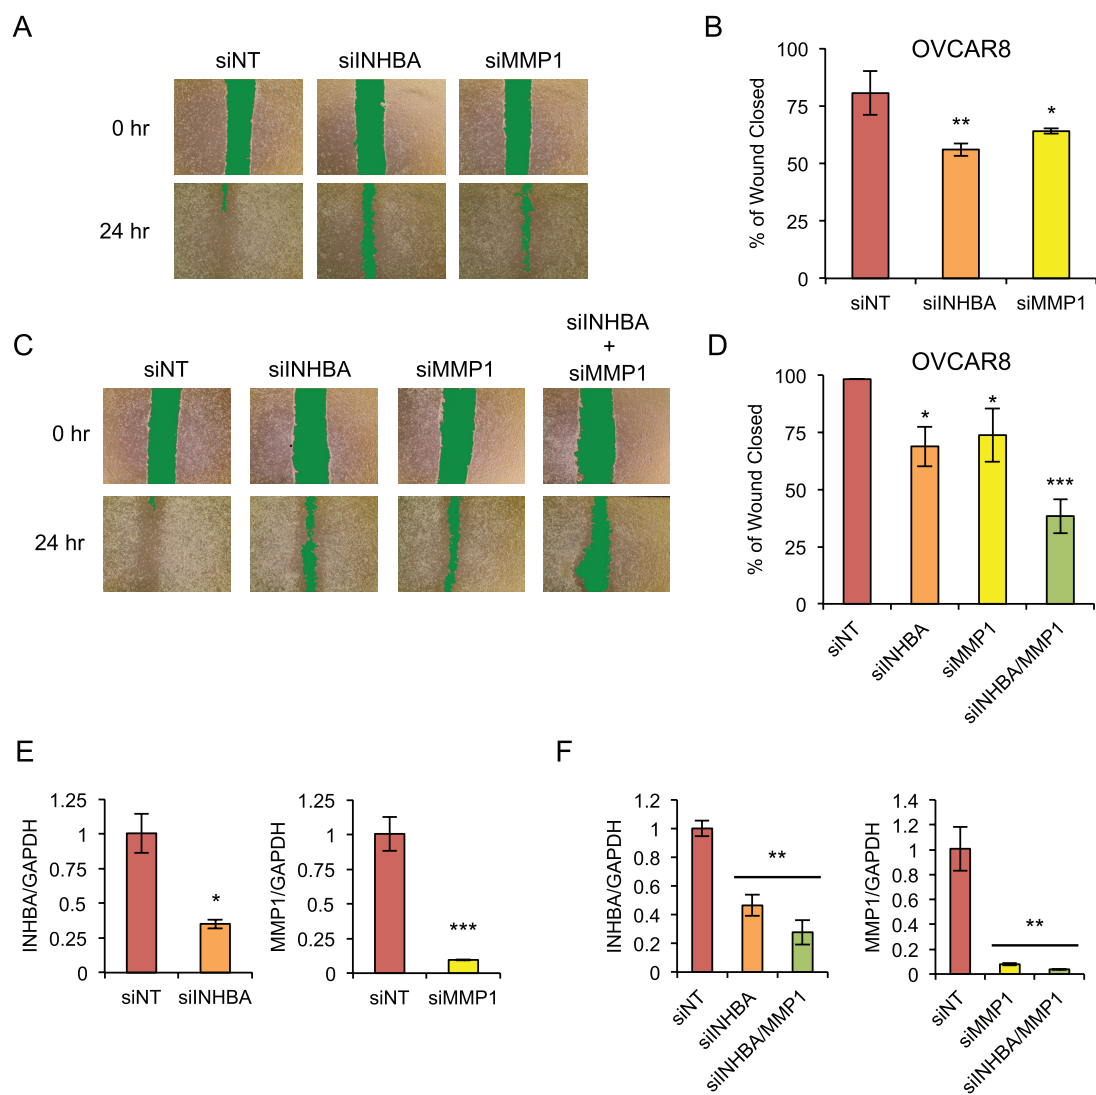 A
siNT
siINHBA
siMMP1
0 hr
24 hr
B
OVCAR8
% of Wound Closed
100
75
50
25
0
**
*
siNT
siINHBA
siMMP1
C
siNT
siINHBA
siMMP1
siINHBA
+
siMMP1
0 hr
24 hr
D
OVCAR8
% of Wound Closed
100
75
50
25
0
*
*
***
siNT
siINHBA
siMMP1
siINHBA/MMP1
E
INHBA/GAPDH
1.25
1
0.75
0.5
0.25
0
*
siNT
siINHBA
MMP1/GAPDH
1.25
1
0.75
0.5
0.25
0
***
siNT
siMMP1
F
INHBA/GAPDH
1.2
1
0.8
0.6
0.4
0.2
0
**
siNT
siINHBA
siINHBA/MMP1
MMP1/GAPDH
1.4
1.2
1
0.8
0.6
0.4
0.2
0
**
siNT
siMMP1
siINHBA/MMP1